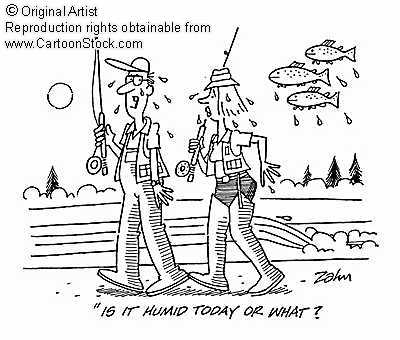 © Original Artist
Reproduction rights obtainable from
www.CartoonStock.com
Zahn
"IS IT HUMID TODAY OR WHAT?